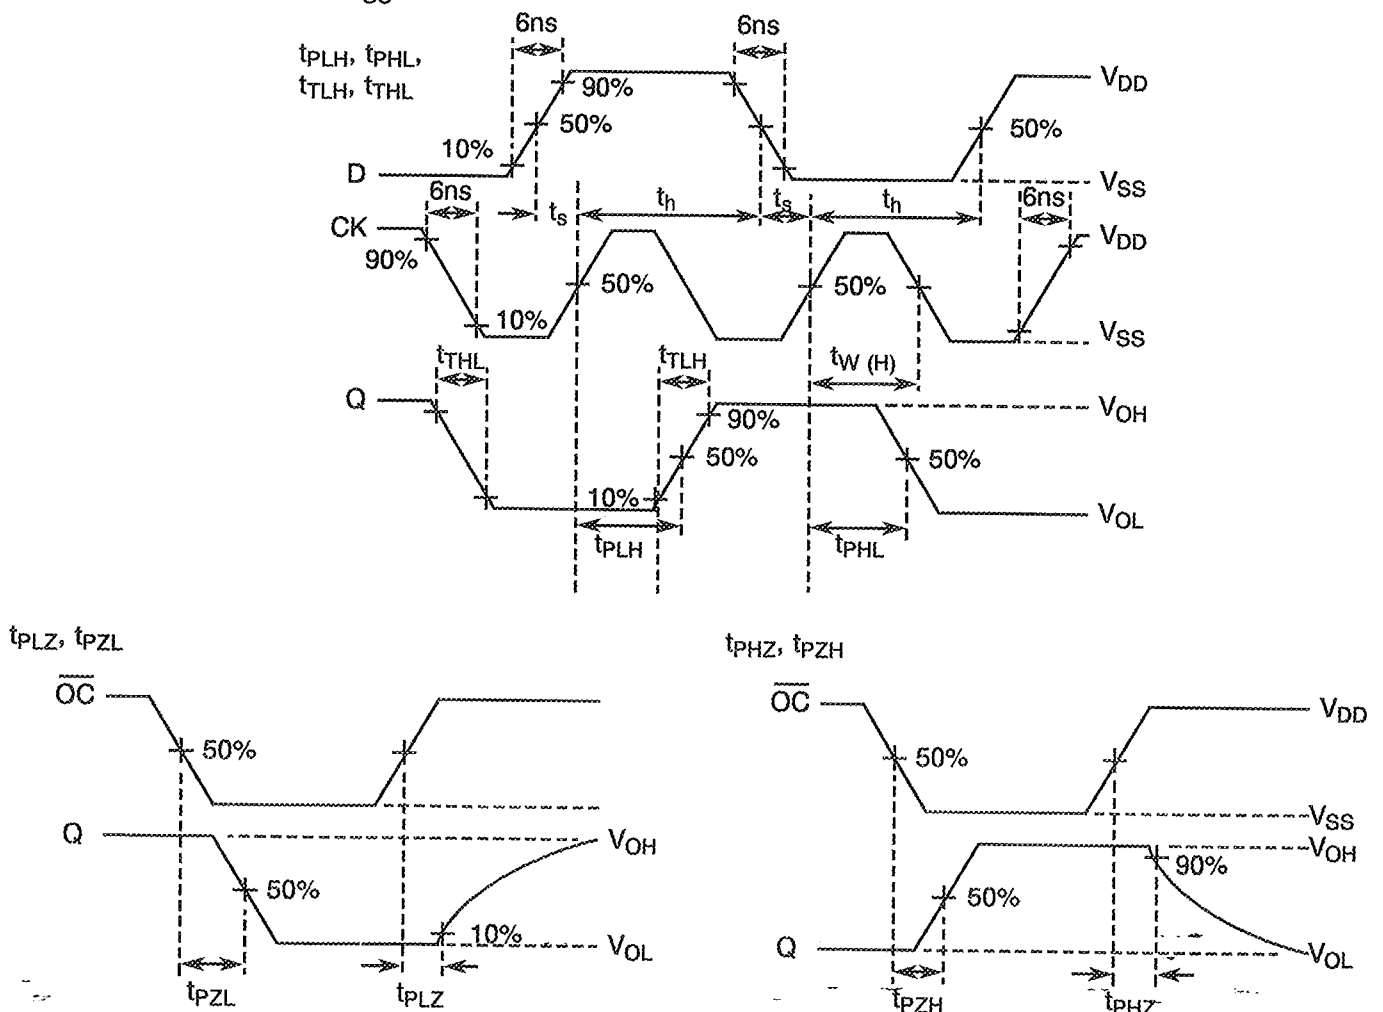 6ns 6ns
tPLH, tPHL,
tTLH, tTHL
90% VDD
50% 50%
10%
D VSS
6ns ts th ts th 6ns
CK VDD
90% 50% 50%
10% VSS
tTHL tTLH tW (H)
Q VOH
90%
50% 50%
10% VOL
tPLH tPHL
tPLZ, tPZL
OC
50%
Q VOH
50%
10% VOL
tPZL tPLZ
tPHZ, tPZH
OC VDD
50%
VSS
VOH
90%
50%
Q VOL
tPZH tPHZ